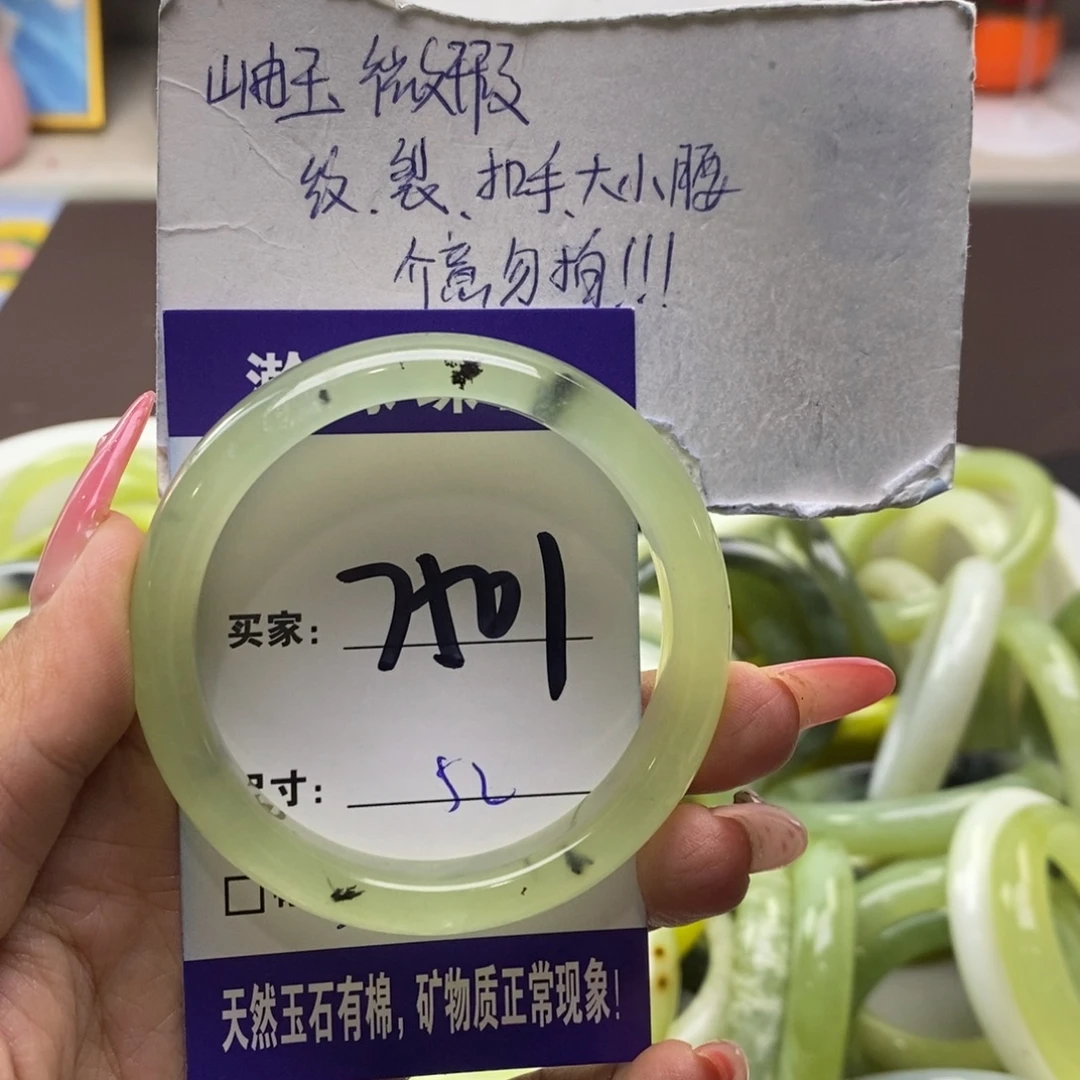 岫玉 微瑕
纹、裂、扣手、大小腰
介意勿拍!!!
买家:
寸: 52
天然玉石有棉,矿物质正常现象!